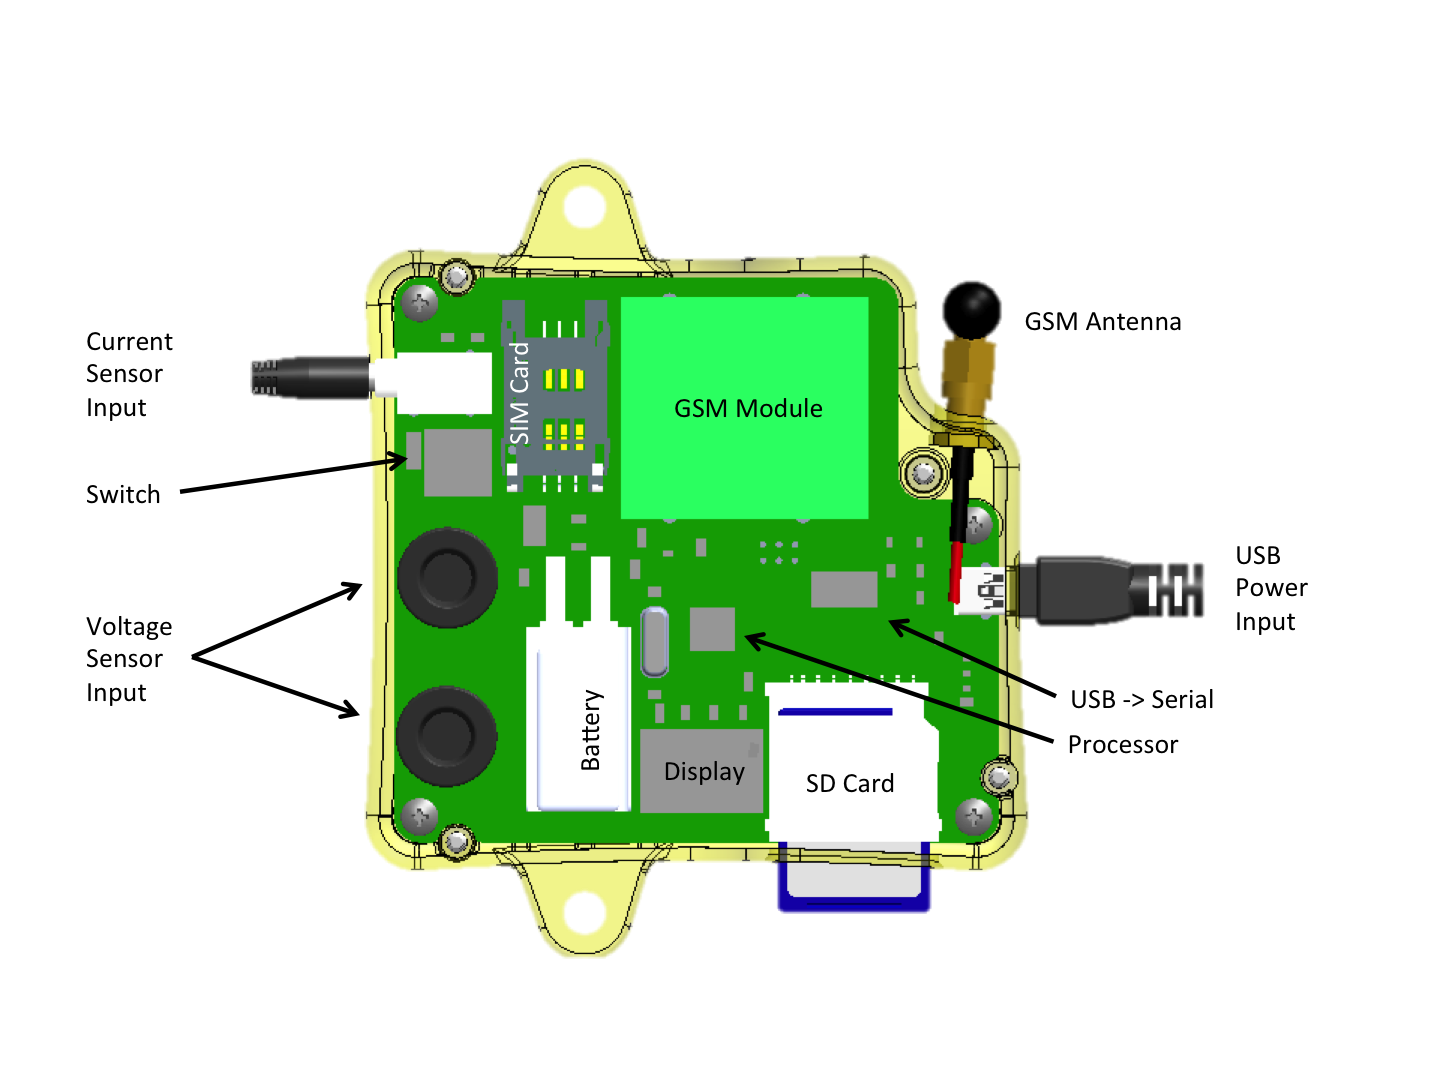 Current
Sensor
Input
SIM Card
GSM Module
GSM Antenna
Switch
Voltage
Sensor
Input
USB
Power
Input
USB -> Serial
Processor
Battery
Display
SD Card